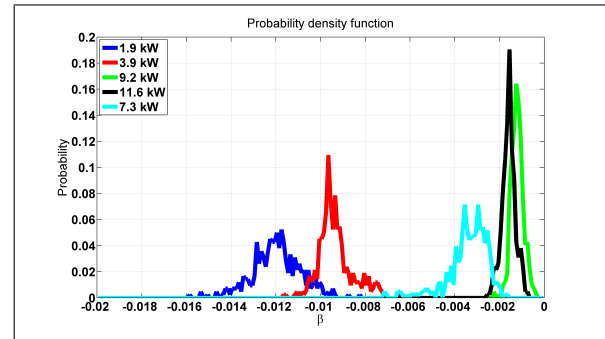 Probability density function
0.2
0.18
0.16
0.14
0.12
0.1
0.08
0.06
0.04
0.02
0
Probability
1.9 kW
3.9 kW
9.2 kW
11.6 kW
7.3 kW
-0.02 -0.018 -0.016 -0.014 -0.012 -0.01 -0.008 -0.006 -0.004 -0.002 0
β